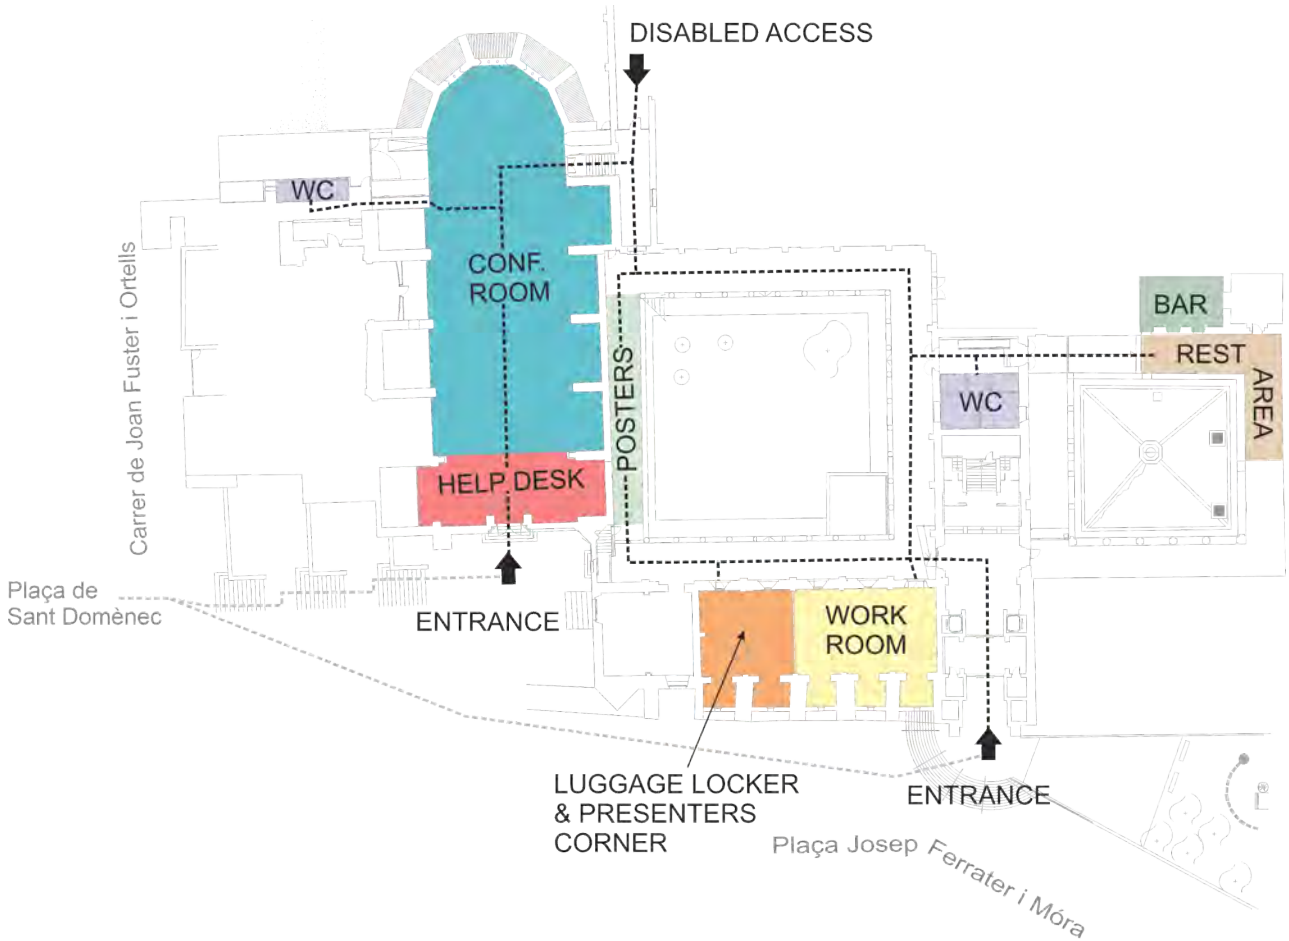 DISABLED ACCESS
WC
CONF.
ROOM
Carrer de Joan Fuster i Ortells
BAR
REST
AREA
WC
POSTERS
HELP DESK
Plaça de
Sant Domènec
ENTRANCE
WORK
ROOM
LUGGAGE LOCKER
& PRESENTERS
CORNER
ENTRANCE
Plaça Josep Ferrater i Móra